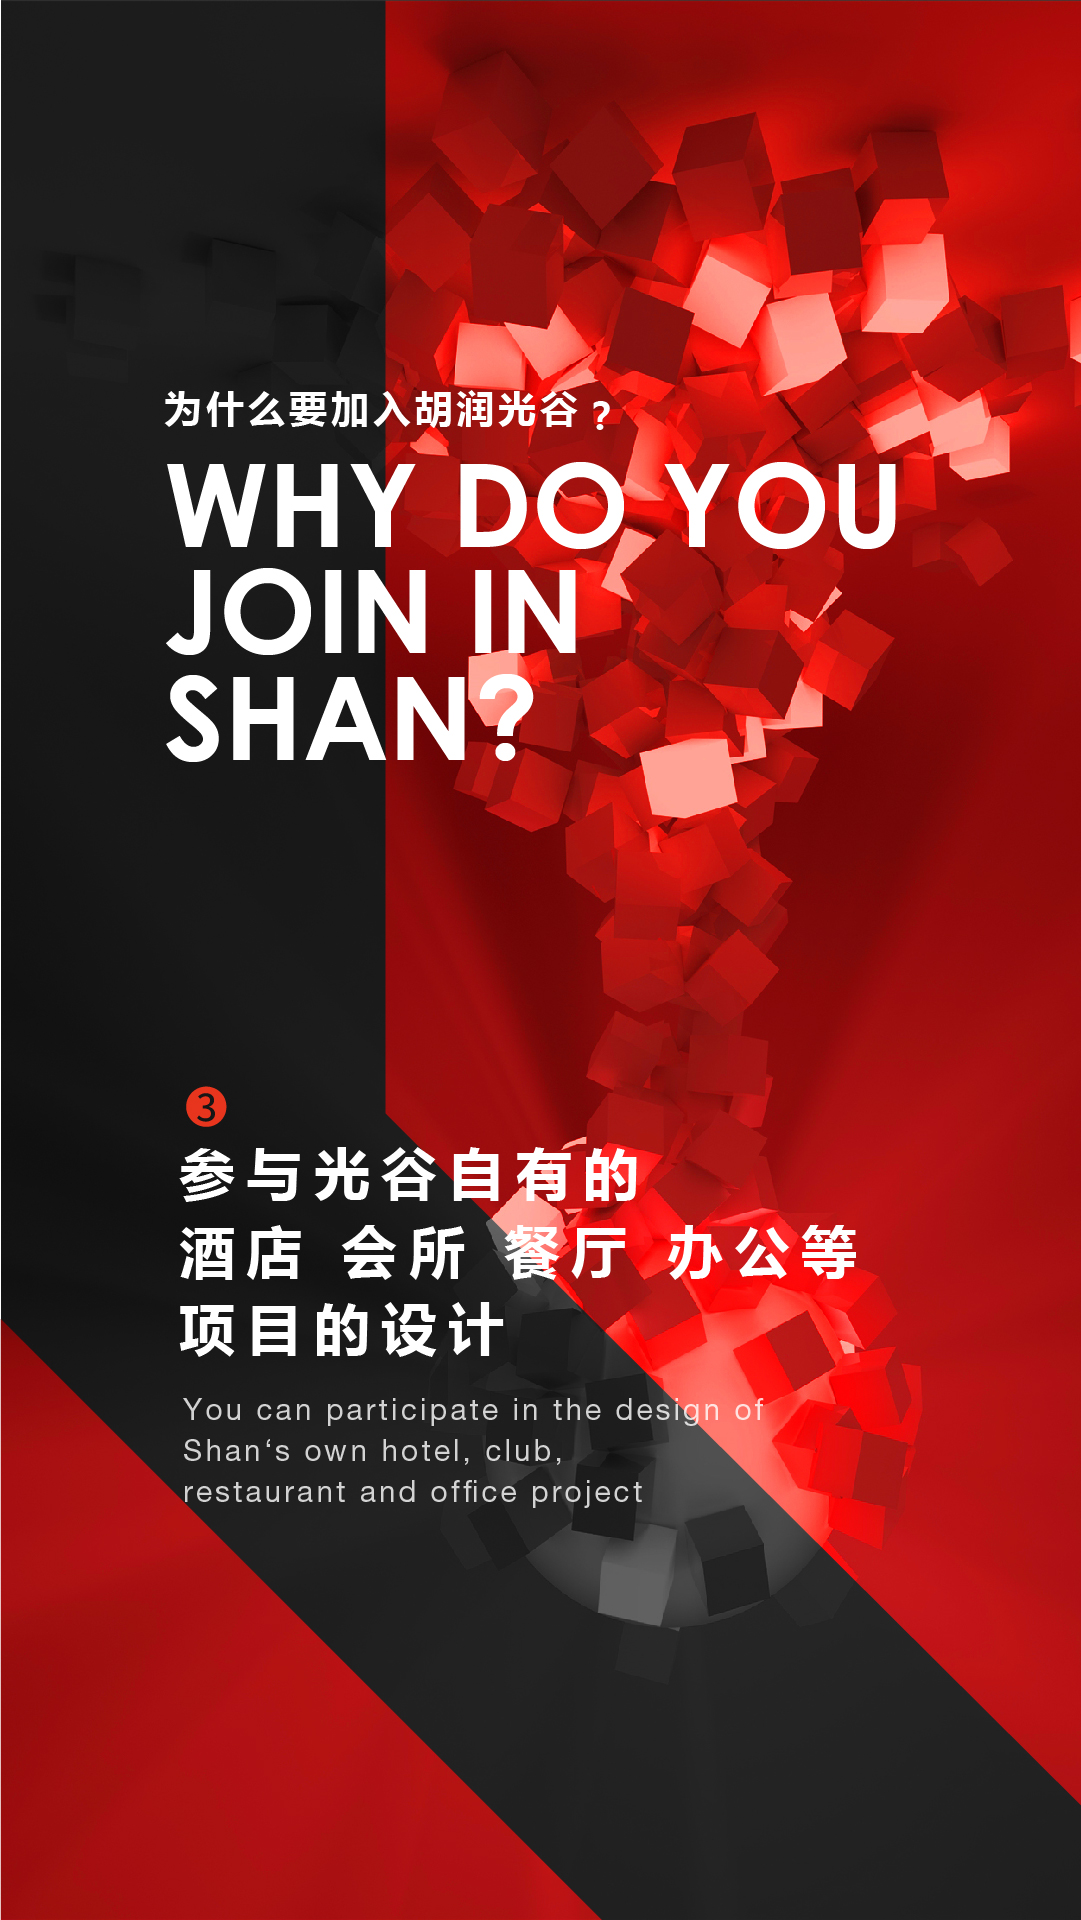 为什么要加入胡润光谷?
WHY DO YOU
JOIN IN
SHAN?
3
参与光谷自有的
酒店 会所 餐厅 办公等
项目的设计
You can participate in the design of
Shan‘s own hotel, club,
restaurant and office project